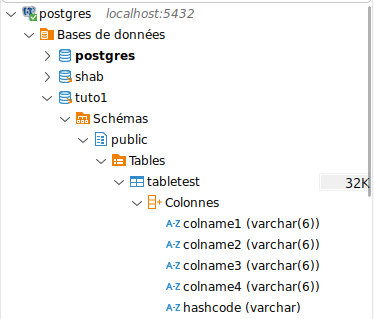 postgres localhost:5432
Bases de données
postgres
shab
tuto1
Schémas
public
Tables
tabletest 32K
Colonnes
A-Z colname1 (varchar(6))
A-Z colname2 (varchar(6))
A-Z colname3 (varchar(6))
A-Z colname4 (varchar(6))
A-Z hashcode (varchar)